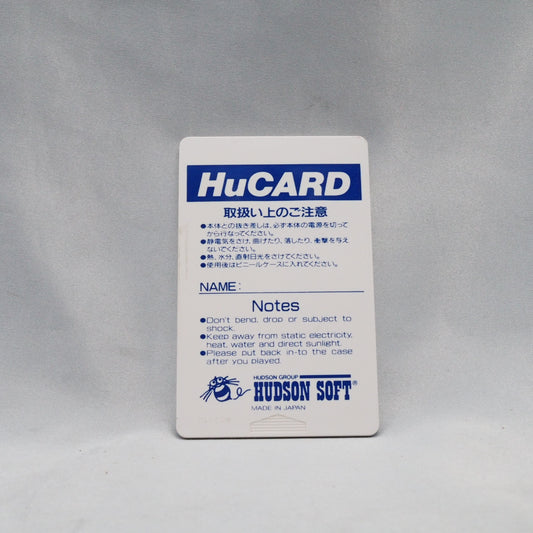 HuCARD
取扱い上のご注意
●本体との抜き差しは、必ず本体の電源を切って
から行なってください。
●静電気をさけ、曲げたり、落したり、衝撃を与え
ないでください。
●熱、水分、直射日光をさけてください。
●使用後はビニールケースに入れてください。
NAME:
Notes
●Don't bend, drop or subject to
shock.
●Keep away from static electricity,
heat, water and direct sunlight.
●Please put back in-to the case
after you played.
HUDSON GROUP
HUDSON SOFT®
MADE IN JAPAN